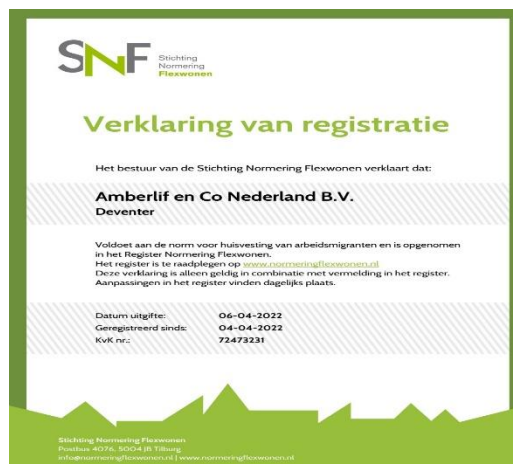 SNF
Stichting
Normering
Flexwonen
Verklaring van registratie
Het bestuur van de Stichting Normering Flexwonen verklaart dat:
Amberlif en Co Nederland B.V.
Deventer
Voldoet aan de norm voor huisvesting van arbeidsmigranten en is opgenomen
in het Register Normering Flexwonen.
Het register is te raadplegen op www.normeringflexwonen.nl
Deze verklaring is alleen geldig in combinatie met vermelding in het register.
Aanpassingen in het register vinden dagelijks plaats.
Datum uitgifte: 06-04-2022
Geregistreerd sinds: 04-04-2022
KvK nr.: 72473231
Stichting Normering Flexwonen
Postbus 4076, 5004 JB Tilburg
info@normeringflexwonen.nl | www.normeringflexwonen.nl